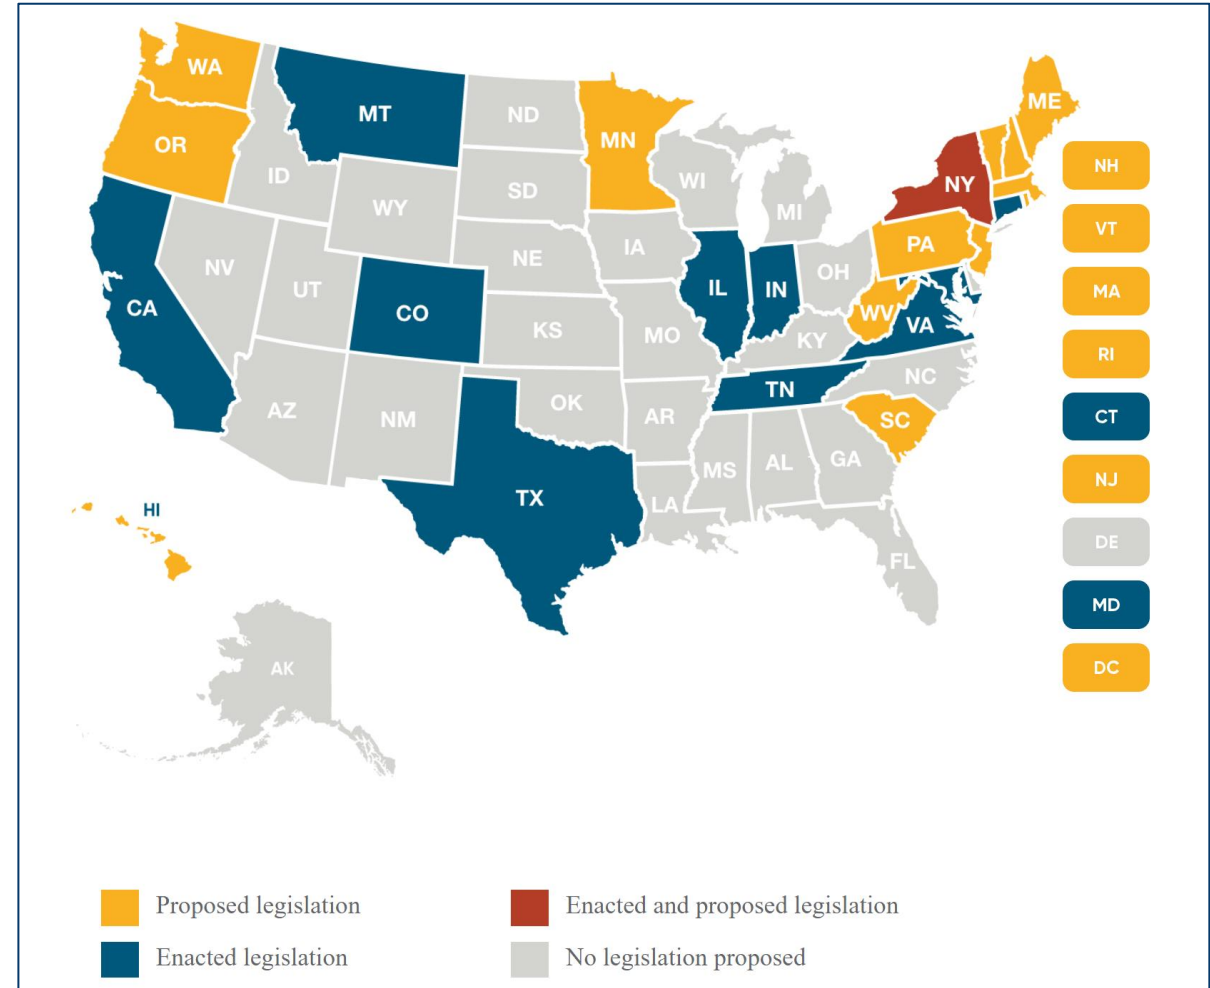 WA
MT
ND
MN
ME
OR
ID
SD
WI
MI
NY
NH
WY
VT
NV
UT
NE
IA
PA
CA
CO
IL
IN
OH
MA
KS
MO
WV
VA
KY
RI
AZ
NM
OK
AR
TN
NC
SC
CT
TX
LA
MS
AL
GA
NJ
HI
FL
DE
MD
AK
DC
Proposed legislation
Enacted and proposed legislation
Enacted legislation
No legislation proposed